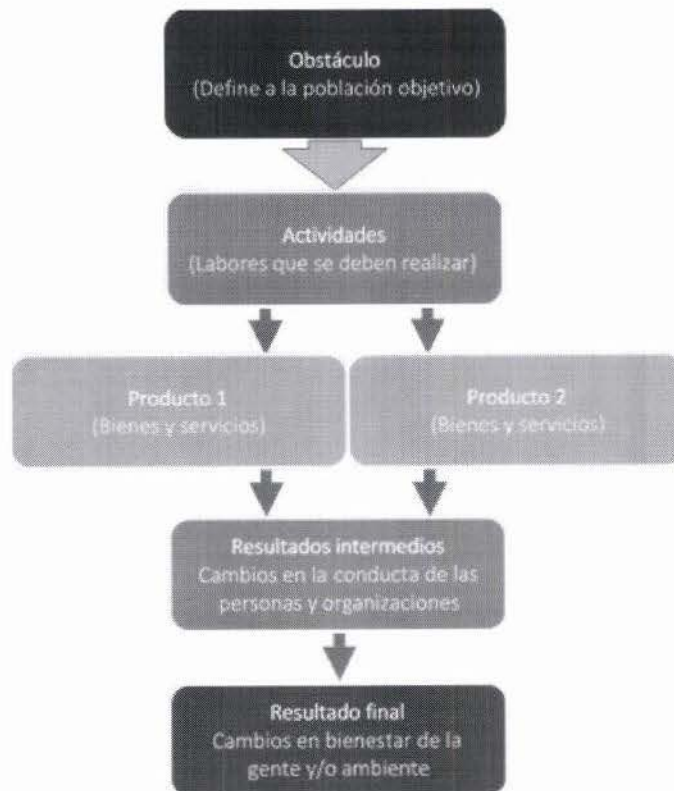 Obstáculo
(Define a la población objetivo)
Actividades
(Labores que se deben realizar)
Producto 1
(Bienes y servicios)
Producto 2
(Bienes y servicios)
Resultados intermedios
Cambios en la conducta de las
personas y organizaciones
Resultado final
Cambios en bienestar de la
gente y/o ambiente